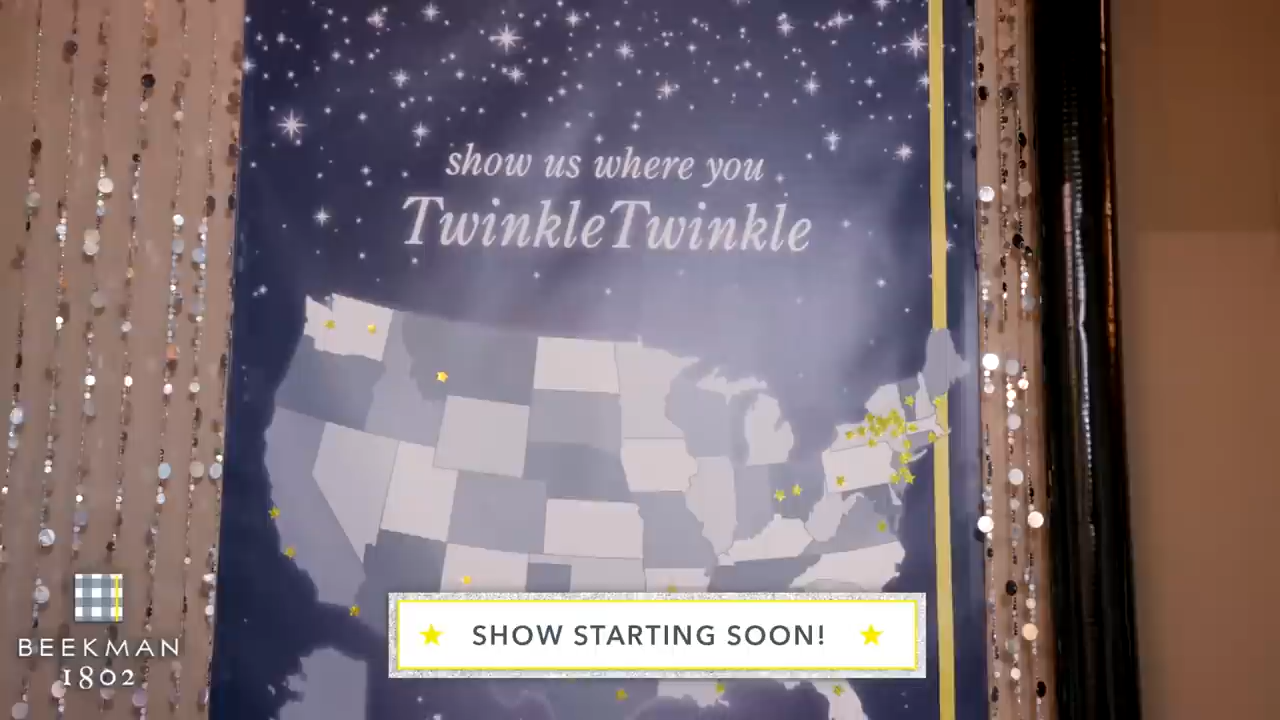 show us where you
TwinkleTwinkle
SHOW STARTING SOON!
BEEKMAN
1802